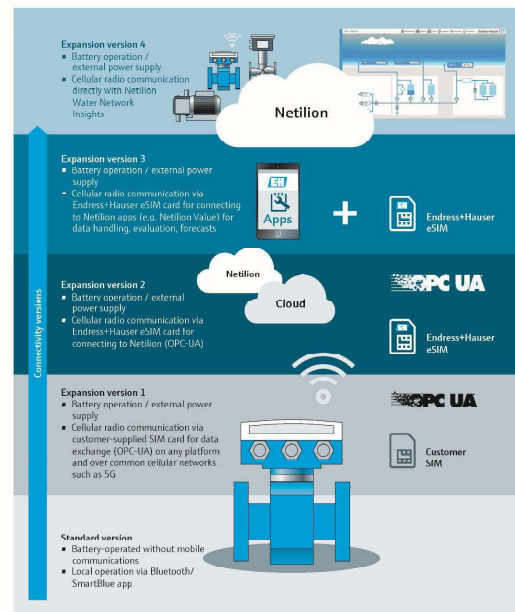 Expansion version 4
▪ Battery operation /
external power supply
▪ Cellular radio communication
directly with Netilion
Water Network
Insights
Netilion
Expansion version 3
▪ Battery operation / external power
supply
– Cellular radio communication via
Endress+Hauser eSIM card for connecting
to Netilion apps (e.g. Netilion Value) for
data handling, evaluation, forecasts
EH
Apps
+
EH
Endress+Hauser
eSIM
Connectivity versions
Expansion version 2
▪ Battery operation / external
power supply
▪ Cellular radio communication via
Endress+Hauser eSIM card for
connecting to Netilion (OPC-UA)
Netilion
Cloud
OPC UA
EH
Endress+Hauser
eSIM
Expansion version 1
▪ Battery operation / external power
supply
▪ Cellular radio communication via
customer-supplied SIM card for data
exchange (OPC-UA) on any platform
and over common cellular networks
such as 5G
OPC UA
Customer
SIM
Standard version
▪ Battery-operated without mobile
communications
▪ Local operation via Bluetooth/
SmartBlue app